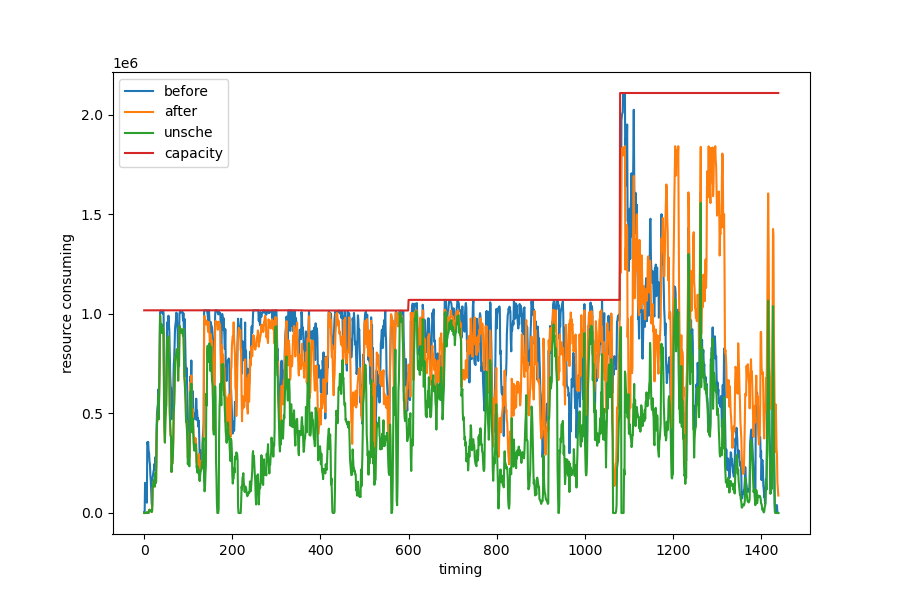 1e6
before
after
unsche
capacity
2.0
1.5
1.0
0.5
0.0
resource consuming
0 200 400 600 800 1000 1200 1400
timing